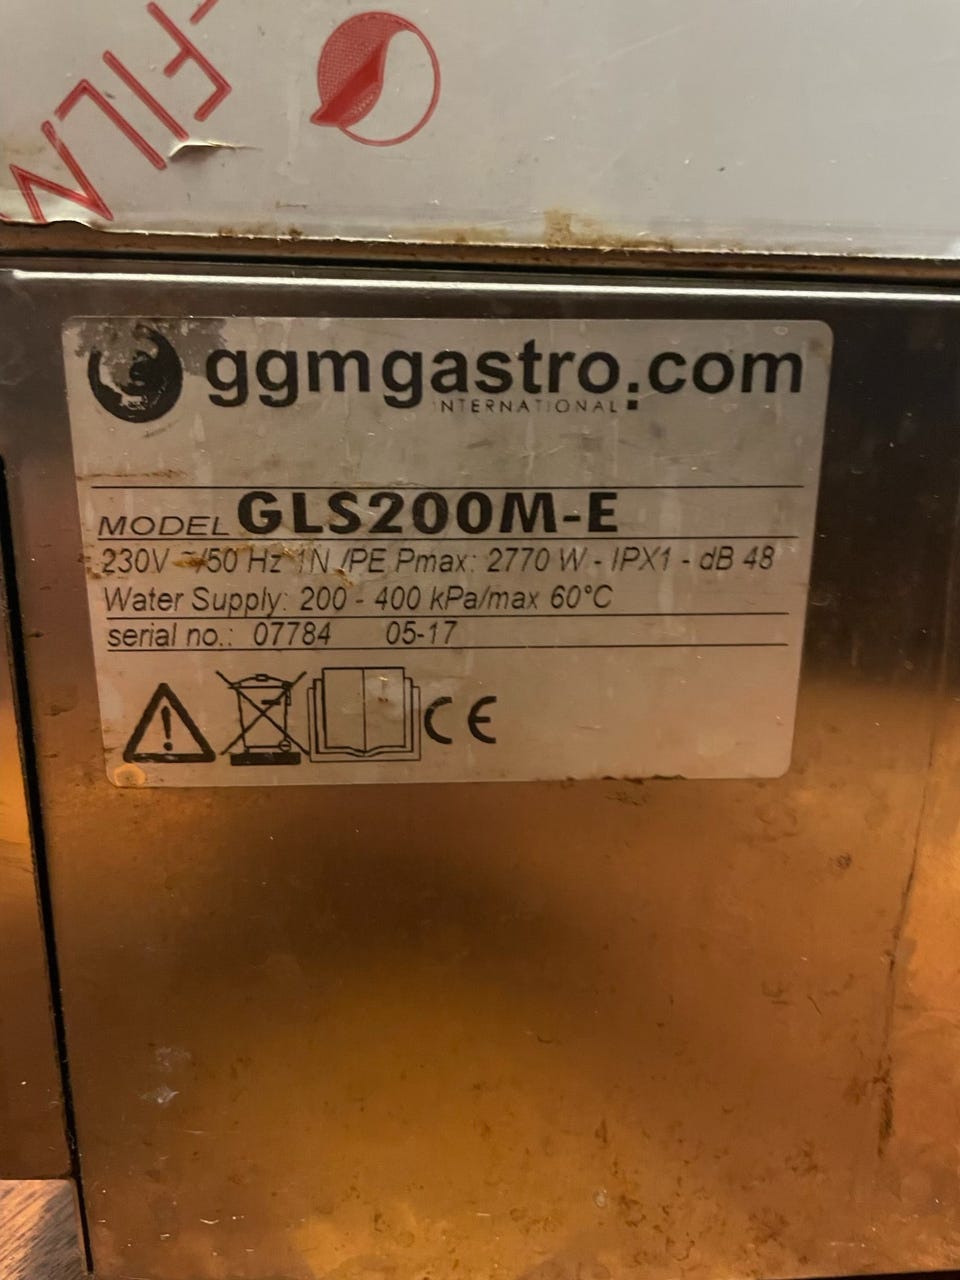 FILM
ggmgastro.com
INTERNATIONAL
MODEL GLS200M-E
230V ~/50 Hz 1N /PE Pmax: 2770 W - IPX1 - dB 48
Water Supply: 200 - 400 kPa/max 60°C
serial no.: 07784 05-17
CE